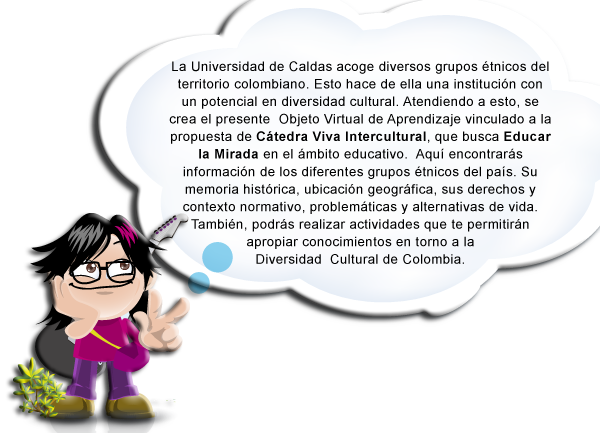 La Universidad de Caldas acoge diversos grupos étnicos del
territorio colombiano. Esto hace de ella una institución con
un potencial en diversidad cultural. Atendiendo a esto, se
crea el presente Objeto Virtual de Aprendizaje vinculado a la
propuesta de Cátedra Viva Intercultural, que busca Educar
la Mirada en el ámbito educativo. Aquí encontrarás
información de los diferentes grupos étnicos del país. Su
memoria histórica, ubicación geográfica, sus derechos y
contexto normativo, problemáticas y alternativas de vida.
También, podrás realizar actividades que te permitirán
apropiar conocimientos en torno a la
Diversidad Cultural de Colombia.